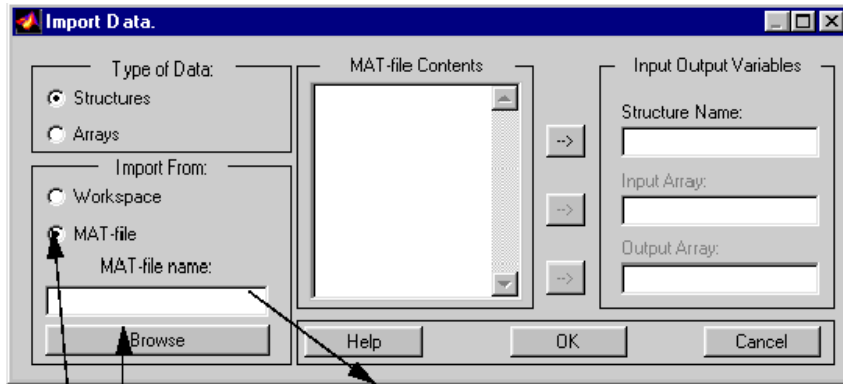 Import Data.
Type of Data:
Structures
Arrays
Import From:
Workspace
MAT-file
MAT-file name:
Browse
MAT-file Contents
-->
-->
-->
Input Output Variables
Structure Name:
Input Array:
Output Array:
Help
OK
Cancel